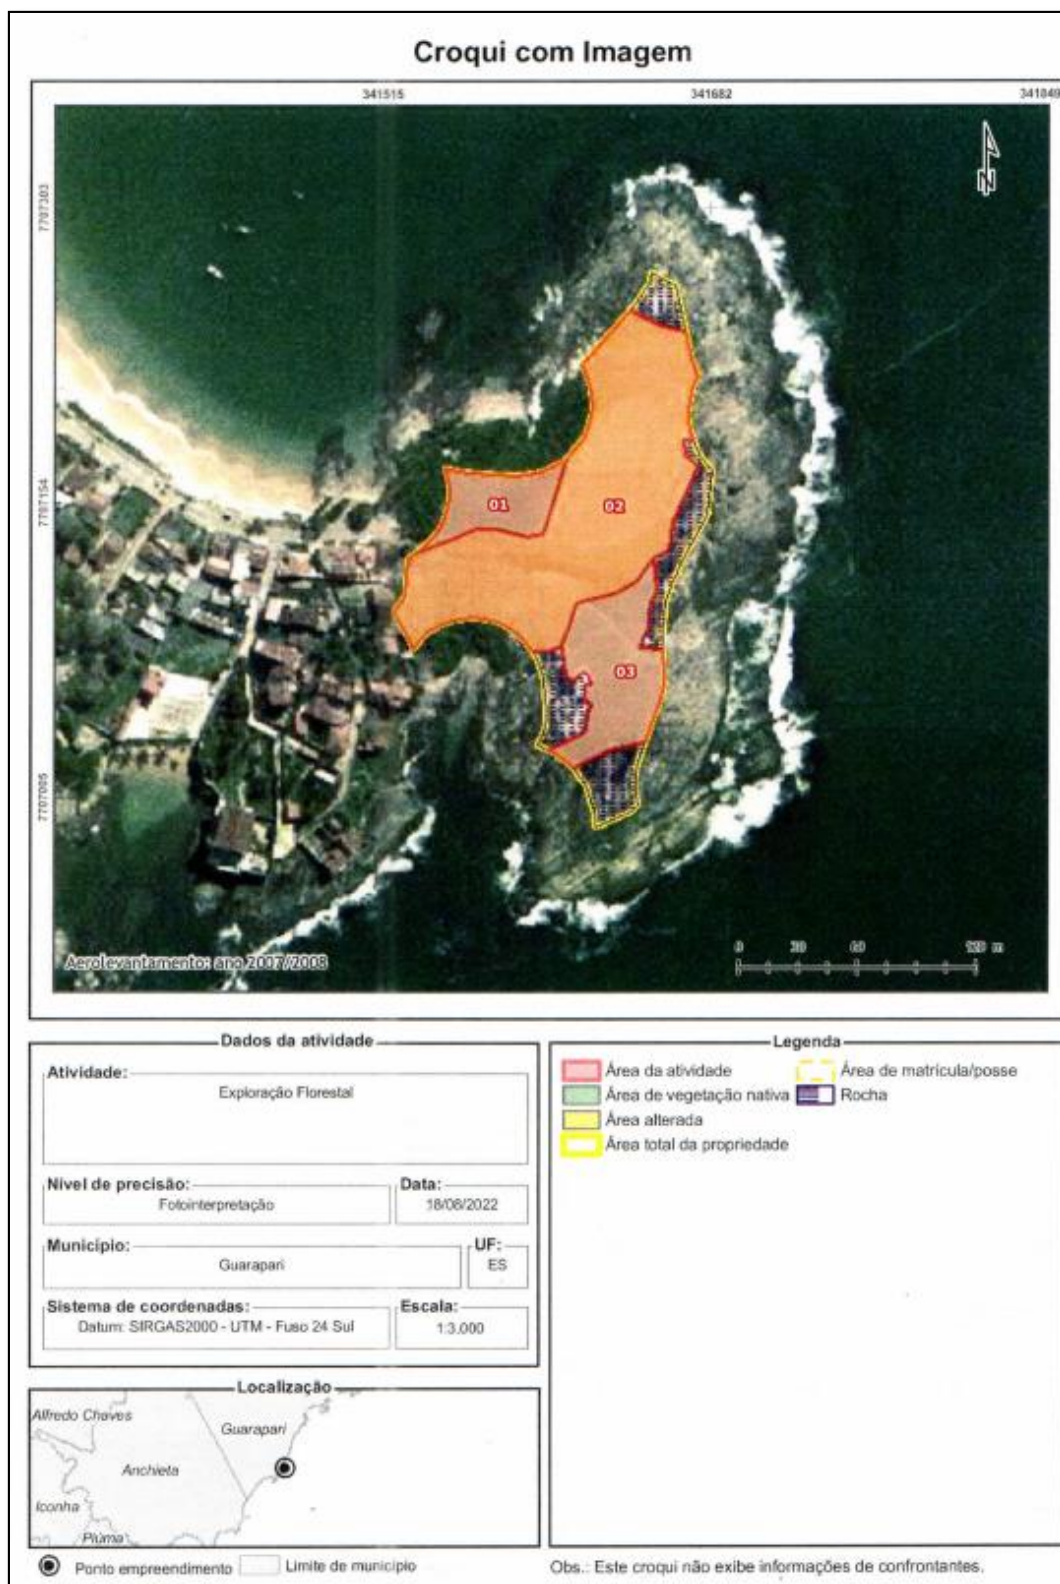 Croqui com Imagem
341515 341682 341849
7707303
7707154
7707005
01
02
03
0 30 60 120 m
Aerolevantamento: ano 2007/2008
Dados da atividade
Atividade:
Exploração Florestal
Nível de precisão:
Fotointerpretação
Data:
18/08/2022
Município:
Guarapari
UF:
ES
Sistema de coordenadas:
Datum: SIRGAS2000 - UTM - Fuso 24 Sul
Escala:
1:3.000
Legenda
Área da atividade
Área de vegetação nativa
Área alterada
Área total da propriedade
Área de matrícula/posse
Rocha
Localização
Alfredo Chaves
Guarapari
Anchieta
Iconha
Piúma
Ponto empreendimento
Limite de município
Obs.: Este croqui não exibe informações de confrontantes.
N